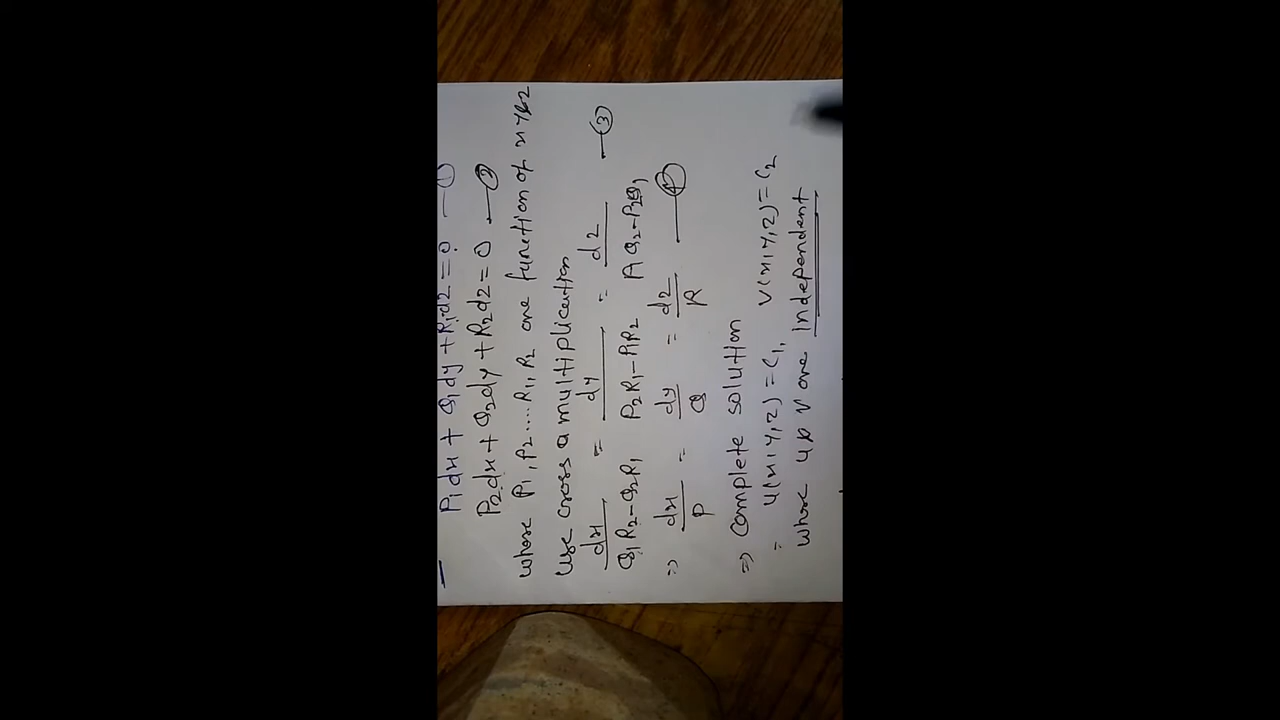 P₁dx + Q₁dy + R₁dz = 0 — ①
P₂dx + Q₂dy + R₂dz = 0 — ②
where P₁, P₂ .... R₁, R₂ are function of x y & z
use cross a multiplication
dx/(Q₁R₂ - Q₂R₁) = dy/(P₂R₁ - P₁R₂) = dz/(P₁Q₂ - P₂Q₁) — ③
⇒ dx/P = dy/Q = dz/R — ④
⇒ complete solution
= u(x, y, z) = C₁, v(x, y, z) = C₂
where u & v are independent